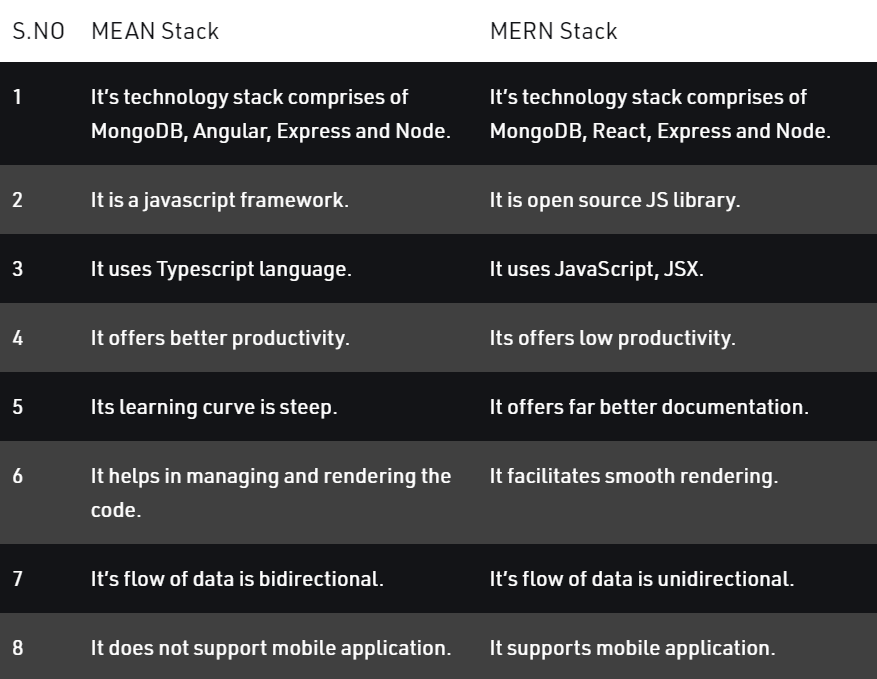 S.NO MEAN Stack MERN Stack
1 It's technology stack comprises of It's technology stack comprises of
MongoDB, Angular, Express and Node. MongoDB, React, Express and Node.
2 It is a javascript framework. It is open source JS library.
3 It uses Typescript language. It uses JavaScript, JSX.
4 It offers better productivity. Its offers low productivity.
5 Its learning curve is steep. It offers far better documentation.
6 It helps in managing and rendering the It facilitates smooth rendering.
code.
7 It's flow of data is bidirectional. It's flow of data is unidirectional.
8 It does not support mobile application. It supports mobile application.